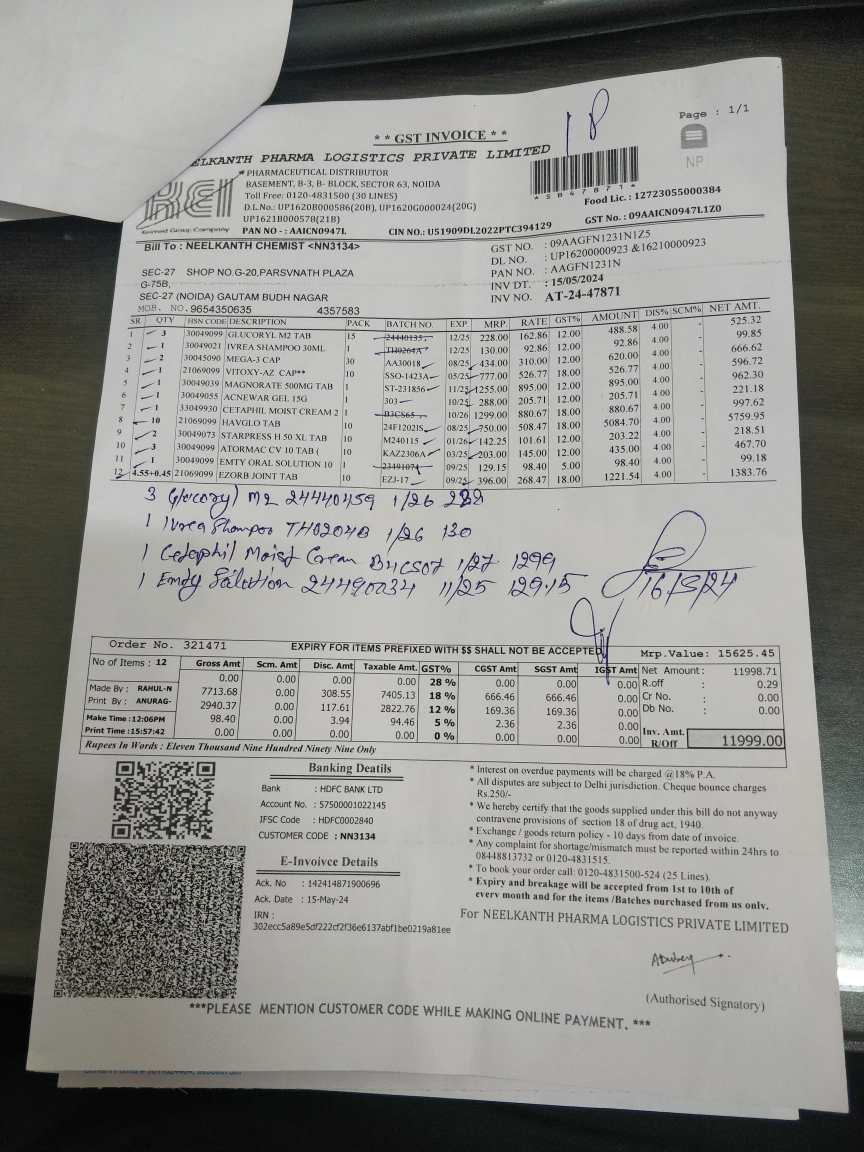 Page : 1/1
18
* * GST INVOICE * *
ELKANTH PHARMA LOGISTICS PRIVATE LIMITED
NP
PHARMACEUTICAL DISTRIBUTOR
BASEMENT, B-3, B- BLOCK, SECTOR 63, NOIDA
Toll Free: 0120-4831500 (30 LINES)
D.L.No.: UP1620B000586(20B), UP1620G000024(20G)
UP1621B000578(21B)
PAN NO - : AAICN0947L CIN NO.: U51909DL2022PTC394129
* S B 4 7 8 7 1 *
Food Lic. : 12723055000384
GST No. : 09AAICN0947L1Z0
KEI
Keimed Group Company
Bill To : NEELKANTH CHEMIST <NN3134>
SEC-27 SHOP NO.G-20,PARSVNATH PLAZA
G-75B,
SEC-27 (NOIDA) GAUTAM BUDH NAGAR
MOB. NO.9654350635 4357583
GST NO. : 09AAGFN1231N1Z5
DL NO. : UP16200000923 &16210000923
PAN NO. : AAGFN1231N
INV DT. : 15/05/2024
INV NO. AT-24-47871
SR QTY HSN CODE DESCRIPTION PACK BATCH NO. EXP. MRP. RATE GST% AMOUNT DIS% SCM% NET AMT.
1 3 30049099 GLUCORYL M2 TAB 15 24440135 12/25 228.00 162.86 12.00 488.58 4.00 - 525.32
2 1 30049021 IVREA SHAMPOO 30ML 1 TH0264A 12/25 130.00 92.86 12.00 92.86 4.00 - 99.85
3 2 30045090 MEGA-3 CAP 30 AA30018 08/25 434.00 310.00 12.00 620.00 4.00 - 666.62
4 1 21069099 VITOXY-AZ CAP** 10 SSO-1423A 05/25 777.00 526.77 18.00 526.77 4.00 - 596.72
5 1 30049039 MAGNORATE 500MG TAB 1 ST-231856 11/25 1255.00 895.00 12.00 895.00 4.00 - 962.30
6 1 30049055 ACNEWAR GEL 15G 1 303 10/25 288.00 205.71 12.00 205.71 4.00 - 221.18
7 1 33049930 CETAPHIL MOIST CREAM 2 1 B3CS65 10/26 1299.00 880.67 18.00 880.67 4.00 - 997.62
8 10 21069099 HAVGLO TAB 10 24F1202IS 08/25 750.00 508.47 18.00 5084.70 4.00 - 5759.95
9 2 30049073 STARPRESS H 50 XL TAB 10 M240115 01/26 142.25 101.61 12.00 203.22 4.00 - 218.51
10 3 30049099 ATORMAC CV 10 TAB ( 10 KAZ2306A 03/25 203.00 145.00 12.00 435.00 4.00 - 467.70
11 1 30049099 EMTY ORAL SOLUTION 10 1 23491074 09/25 129.15 98.40 5.00 98.40 4.00 - 99.18
12 4.55+0.45 21069099 EZORB JOINT TAB 10 EZJ-17 09/25 396.00 268.47 18.00 1221.54 4.00 - 1383.76
3 Glucoryl M2 24440459 1/26 228
1 Ivrea Shampoo TH0204B 1/26 130
1 Cetaphil Moist Cream B4CS07 1/27 1299
1 Emty Solution 24490034 11/25 129.15
16/5/24
Order No. 321471 EXPIRY FOR ITEMS PREFIXED WITH $$ SHALL NOT BE ACCEPTED Mrp.Value: 15625.45
No of Items : 12 Gross Amt Scm. Amt Disc. Amt Taxable Amt. GST% CGST Amt SGST Amt IGST Amt Net Amount : 11998.71
0.00 0.00 0.00 0.00 28 % 0.00 0.00 0.00 R.off : 0.29
Made By : RAHUL-N 7713.68 0.00 308.55 7405.13 18 % 666.46 666.46 0.00 Cr No. : 0.00
Print By : ANURAG- 2940.37 0.00 117.61 2822.76 12 % 169.36 169.36 0.00 Db No. : 0.00
Make Time :12:06PM 98.40 0.00 3.94 94.46 5 % 2.36 2.36 0.00
Print Time :15:57:42 0.00 0.00 0.00 0.00 0 % 0.00 0.00 0.00 Inv. Amt. R/Off 11999.00
Rupees In Words : Eleven Thousand Nine Hundred Ninety Nine Only
Banking Deatils
Bank : HDFC BANK LTD
Account No. : 57500001022145
IFSC Code : HDFC0002840
CUSTOMER CODE : NN3134
E-Invoivce Details
Ack. No : 142414871900696
Ack. Date : 15-May-24
IRN :
302ecc5a89e5df222cf2f36e6137abf1be0219a81ee
* Interest on overdue payments will be charged @18% P.A.
* All disputes are subject to Delhi jurisdiction. Cheque bounce charges
Rs.250/-
* We hereby certify that the goods supplied under this bill do not anyway
contravene provisions of section 18 of drug act, 1940.
* Exchange / goods return policy - 10 days from date of invoice.
* Any complaint for shortage/mismatch must be reported within 24hrs to
08448813732 or 0120-4831515.
* To book your order call: 0120-4831500-524 (25 Lines).
* Expiry and breakage will be accepted from 1st to 10th of
every month and for the items /Batches purchased from us only.
For NEELKANTH PHARMA LOGISTICS PRIVATE LIMITED
(Authorised Signatory)
***PLEASE MENTION CUSTOMER CODE WHILE MAKING ONLINE PAYMENT. ***